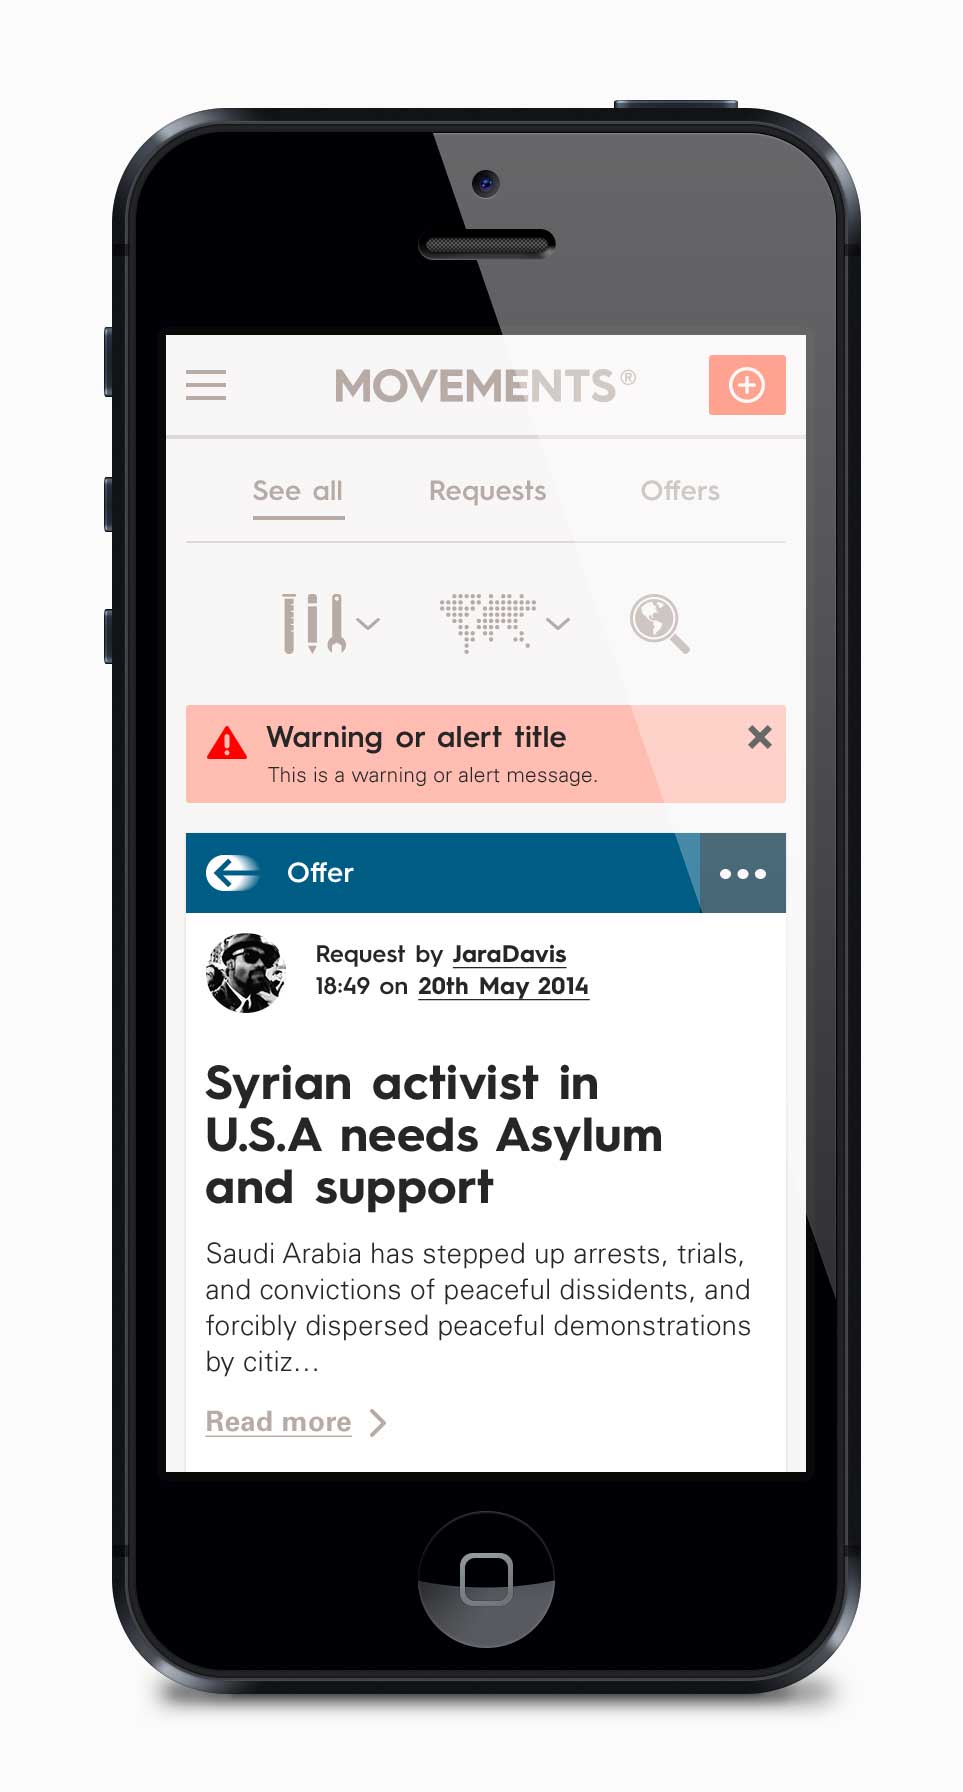 MOVEMENTS®
See all Requests Offers
Warning or alert title
This is a warning or alert message.
Offer
Request by JaraDavis
18:49 on 20th May 2014
Syrian activist in
U.S.A needs Asylum
and support
Saudi Arabia has stepped up arrests, trials,
and convictions of peaceful dissidents, and
forcibly dispersed peaceful demonstrations
by citiz...
Read more